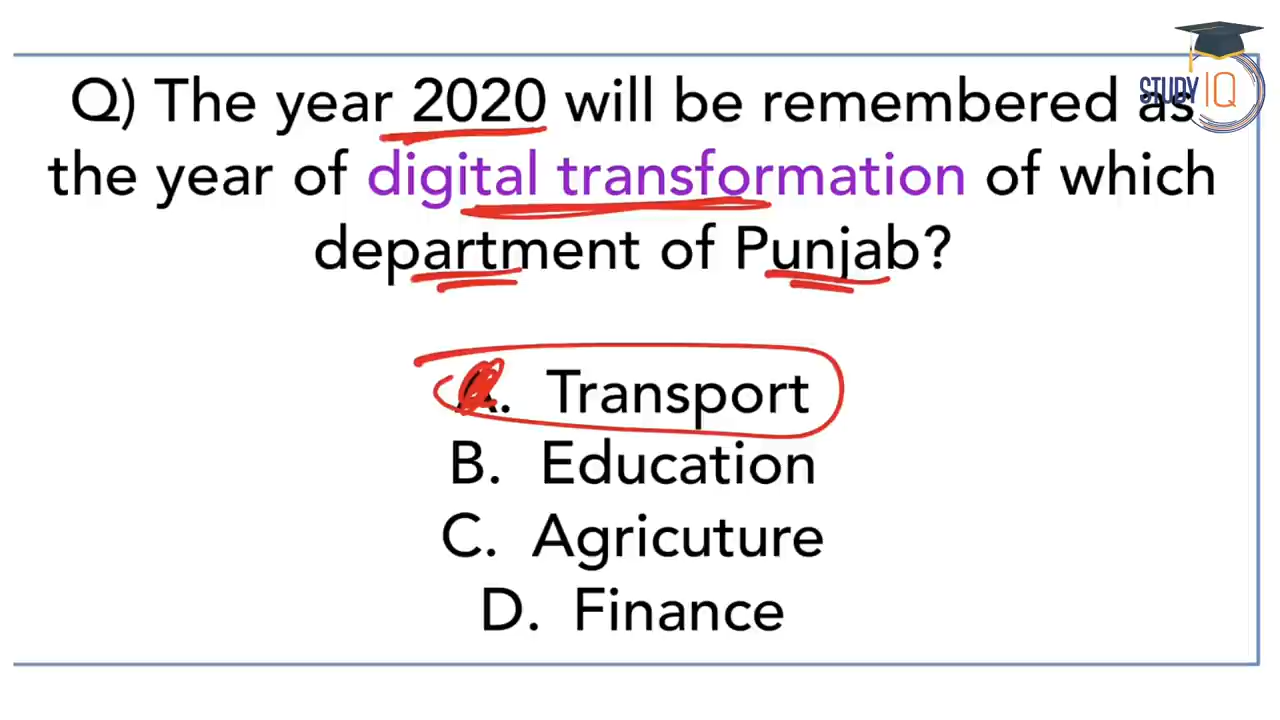 Q) The year 2020 will be remembered as
the year of digital transformation of which
department of Punjab?
A. Transport
B. Education
C. Agricuture
D. Finance
STUDY IQ